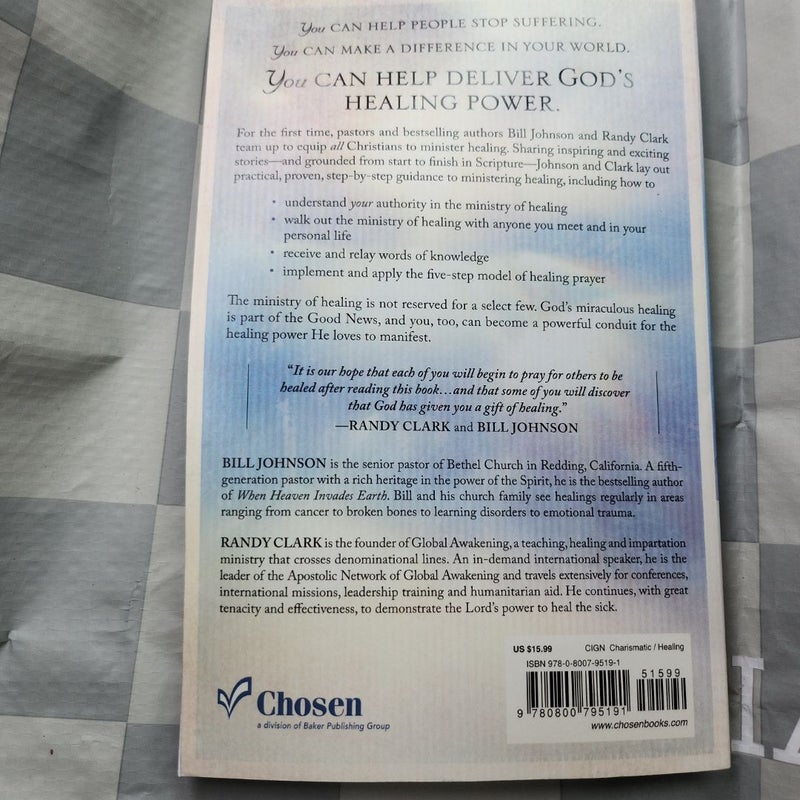 You CAN HELP PEOPLE STOP SUFFERING.
You CAN MAKE A DIFFERENCE IN YOUR WORLD.
You CAN HELP DELIVER GOD'S
HEALING POWER.
For the first time, pastors and bestselling authors Bill Johnson and Randy Clark
team up to equip all Christians to minister healing. Sharing inspiring and exciting
stories—and grounded from start to finish in Scripture—Johnson and Clark lay out
practical, proven, step-by-step guidance to ministering healing, including how to
• understand your authority in the ministry of healing
• walk out the ministry of healing with anyone you meet and in your
personal life
• receive and relay words of knowledge
• implement and apply the five-step model of healing prayer
The ministry of healing is not reserved for a select few. God's miraculous healing
is part of the Good News, and you, too, can become a powerful conduit for the
healing power He loves to manifest.
"It is our hope that each of you will begin to pray for others to be
healed after reading this book...and that some of you will discover
that God has given you a gift of healing."
—RANDY CLARK and BILL JOHNSON
BILL JOHNSON is the senior pastor of Bethel Church in Redding, California. A fifth-
generation pastor with a rich heritage in the power of the Spirit, he is the bestselling author
of When Heaven Invades Earth. Bill and his church family see healings regularly in areas
ranging from cancer to broken bones to learning disorders to emotional trauma.
RANDY CLARK is the founder of Global Awakening, a teaching, healing and impartation
ministry that crosses denominational lines. An in-demand international speaker, he is the
leader of the Apostolic Network of Global Awakening and travels extensively for conferences,
international missions, leadership training and humanitarian aid. He continues, with great
tenacity and effectiveness, to demonstrate the Lord's power to heal the sick.
US $15.99 CIGN Charismatic / Healing
ISBN 978-0-8007-9519-1
51599
9 780800 795191
www.chosenbooks.com
Chosen
a division of Baker Publishing Group